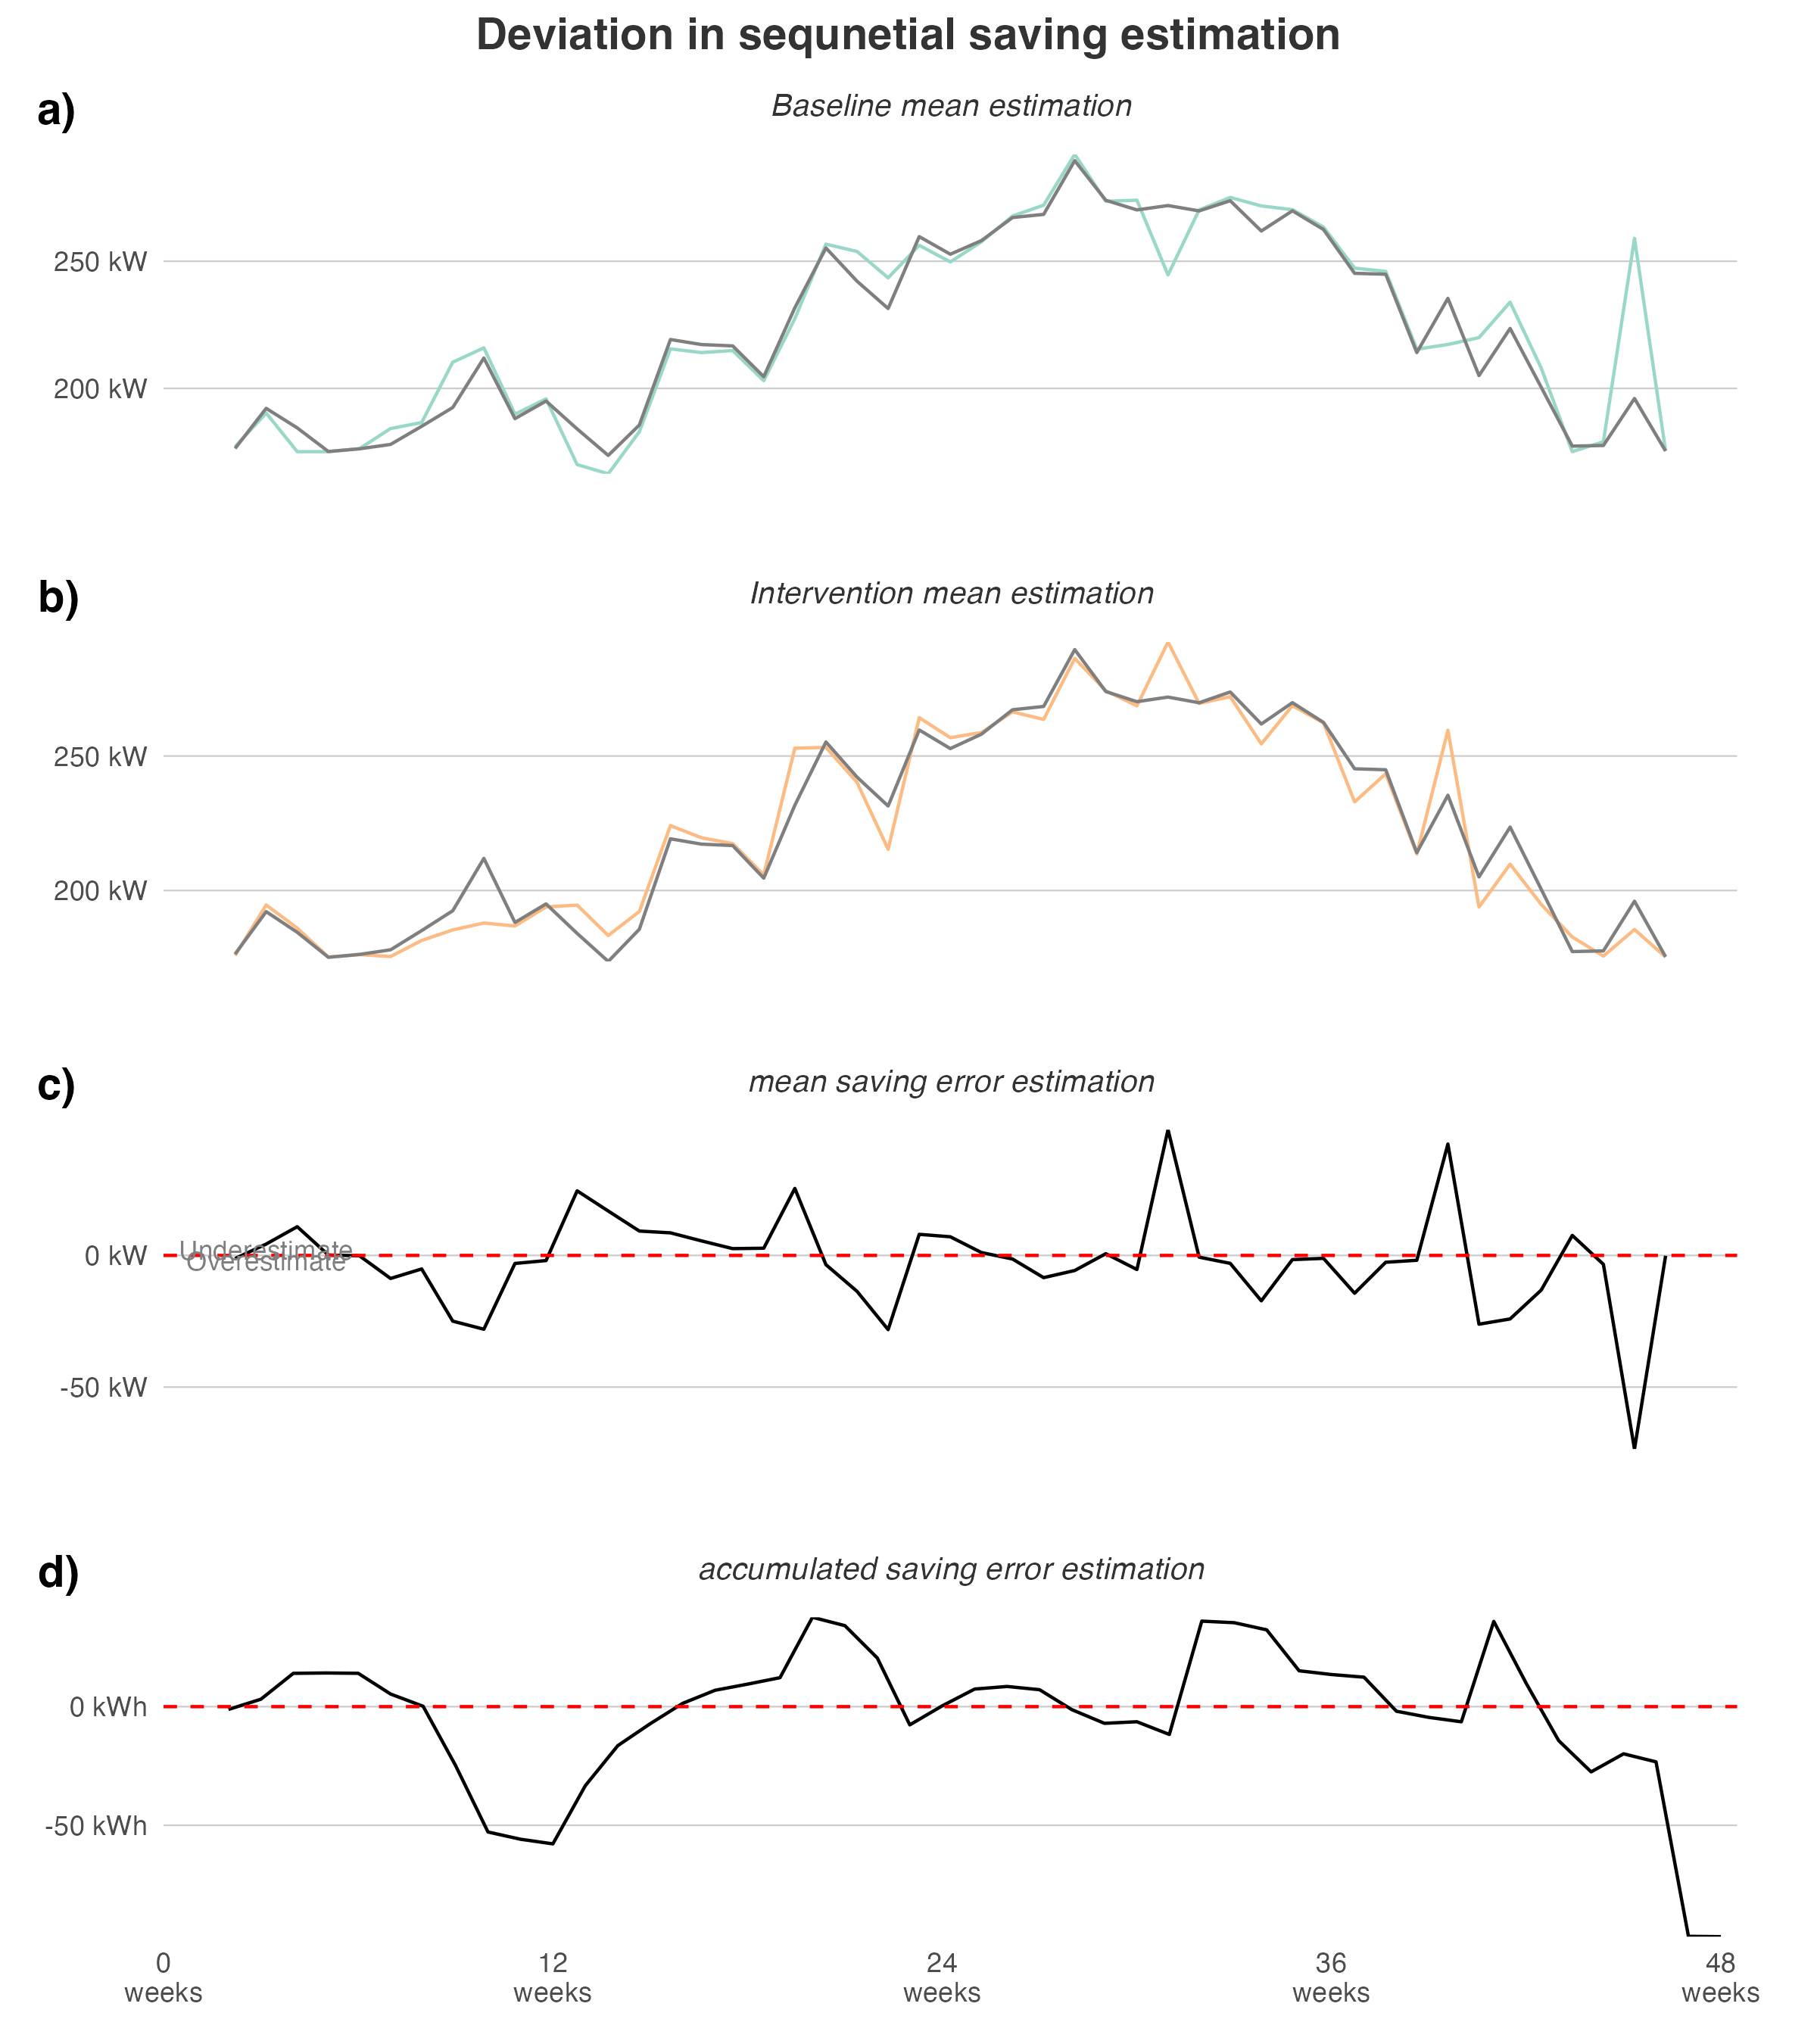 Deviation in sequnetial saving estimation
a)
Baseline mean estimation
250 kW
200 kW
b)
Intervention mean estimation
250 kW
200 kW
c)
mean saving error estimation
Underestimate
0 kW
Overestimate
-50 kW
d)
accumulated saving error estimation
0 kWh
-50 kWh
0 12 24 36 48
weeks weeks weeks weeks weeks